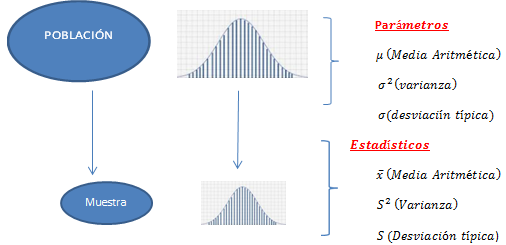 POBLACIÓN
Parámetros
μ (Media Aritmética)
σ² (varianza)
σ(desviaciín típica)
Estadísticos
x̄ (Media Aritmética)
S² (Varianza)
S (Desviación típica)
Muestra